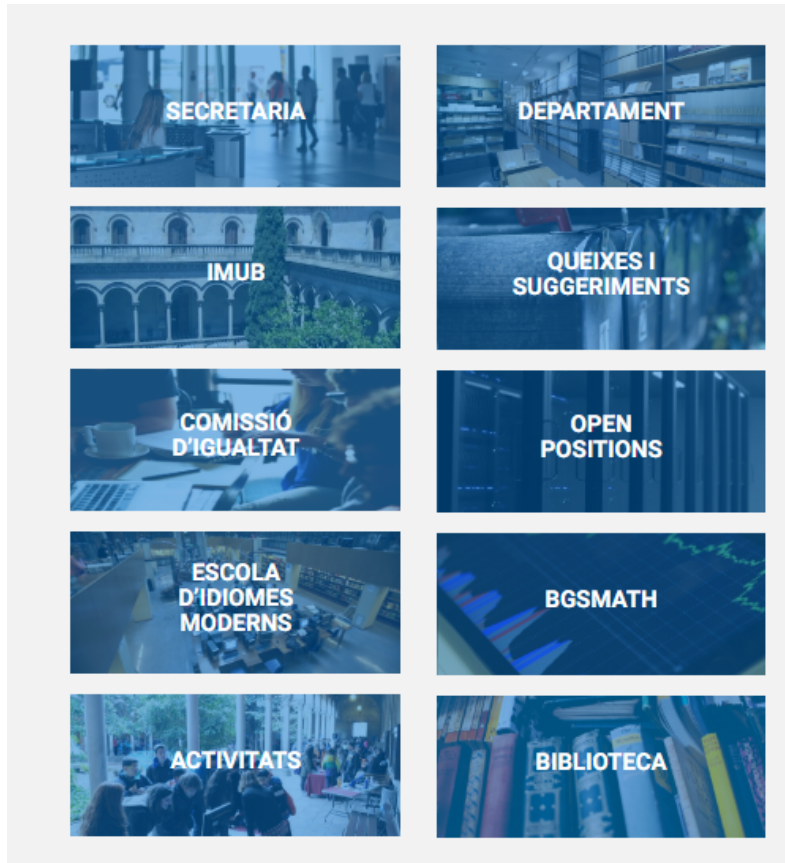 SECRETARIA
DEPARTAMENT
IMUB
QUEIXES I
SUGGERIMENTS
COMISSIÓ
D'IGUALTAT
OPEN
POSITIONS
ESCOLA
D'IDIOMES
MODERNS
BGSMATH
ACTIVITATS
BIBLIOTECA